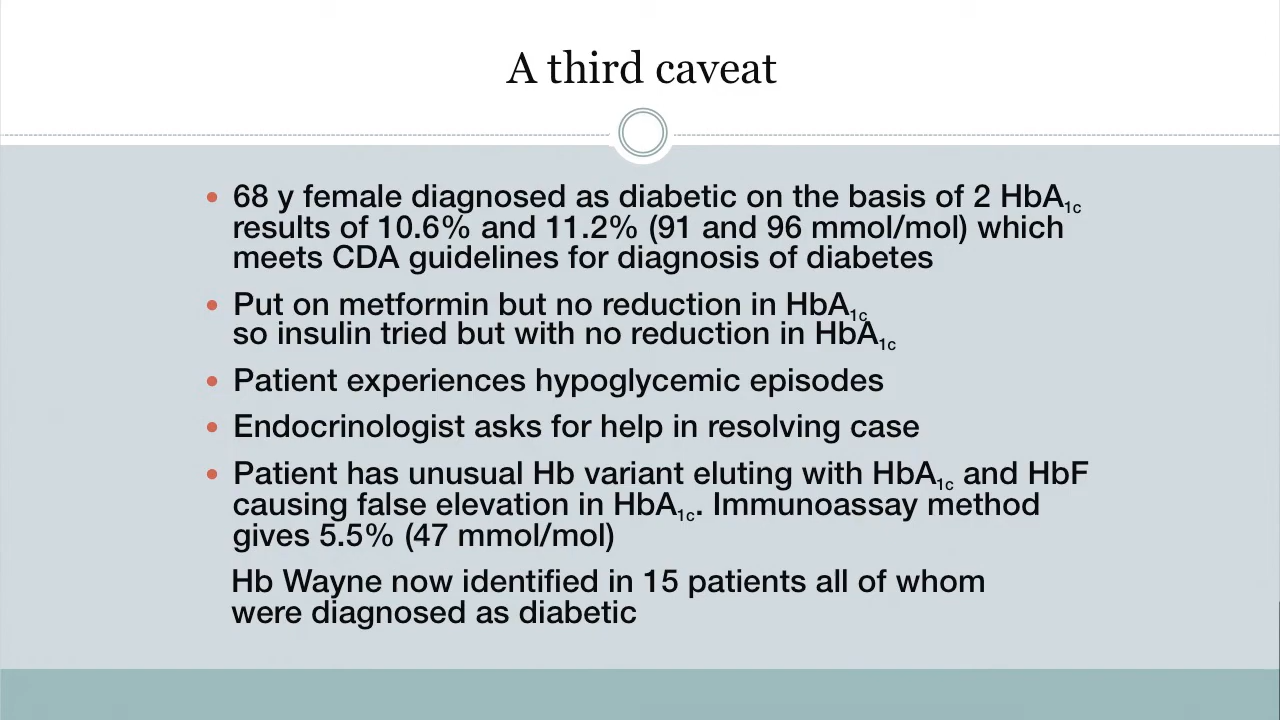 A third caveat
• 68 y female diagnosed as diabetic on the basis of 2 HbA1c
results of 10.6% and 11.2% (91 and 96 mmol/mol) which
meets CDA guidelines for diagnosis of diabetes
• Put on metformin but no reduction in HbA1c
so insulin tried but with no reduction in HbA1c
• Patient experiences hypoglycemic episodes
• Endocrinologist asks for help in resolving case
• Patient has unusual Hb variant eluting with HbA1c and HbF
causing false elevation in HbA1c. Immunoassay method
gives 5.5% (47 mmol/mol)
Hb Wayne now identified in 15 patients all of whom
were diagnosed as diabetic